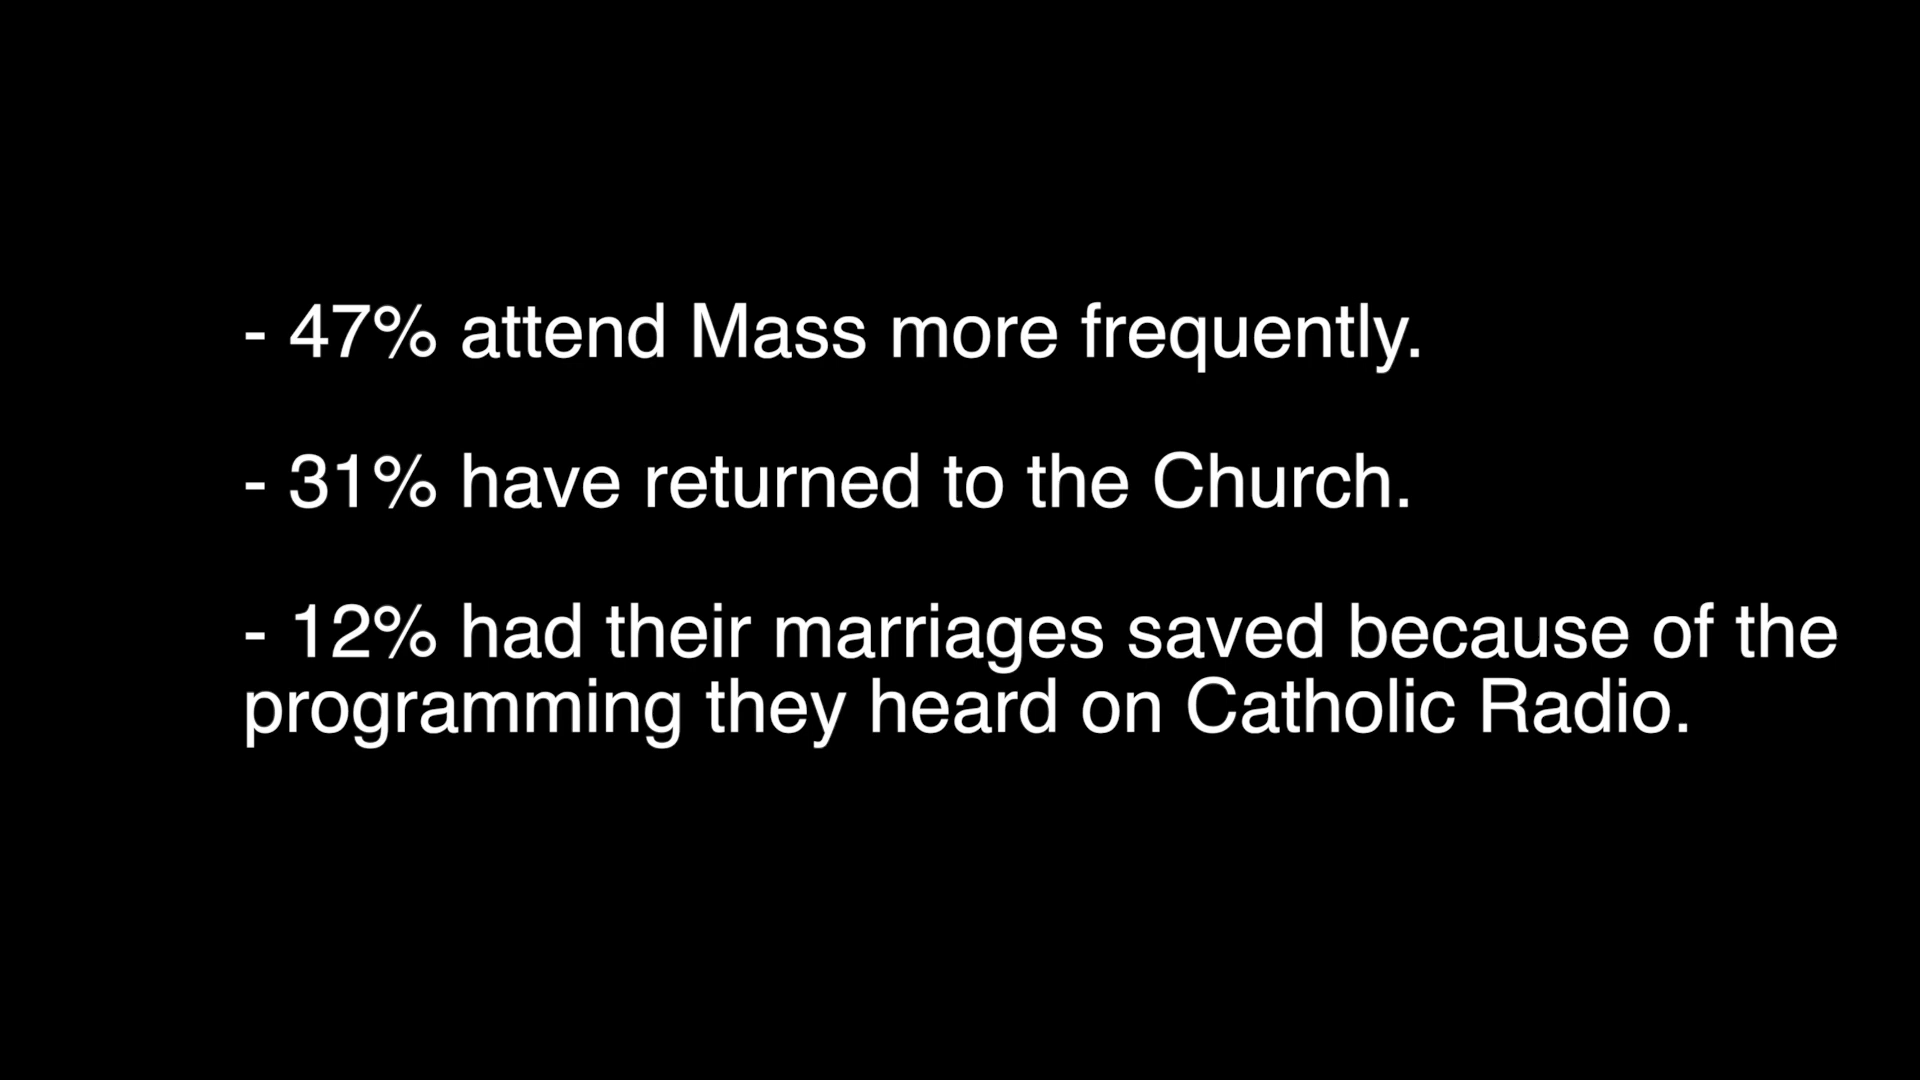 - 47% attend Mass more frequently.
- 31% have returned to the Church.
- 12% had their marriages saved because of the
programming they heard on Catholic Radio.